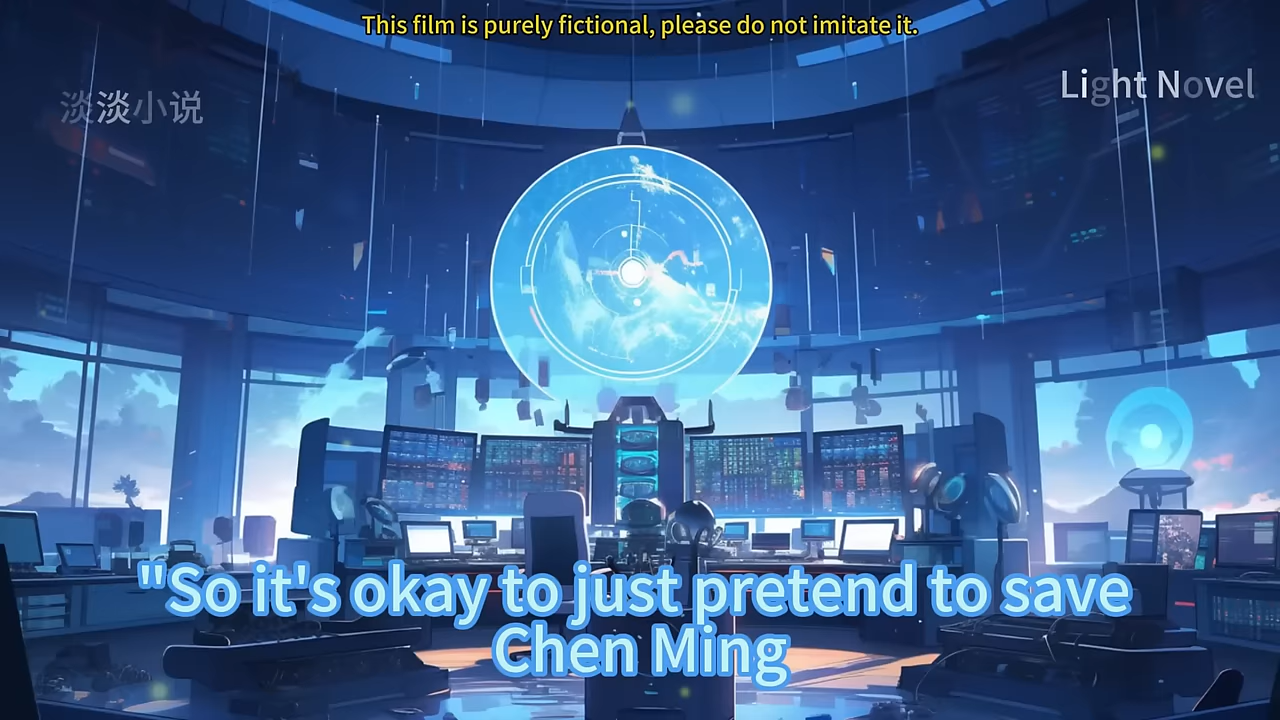 This film is purely fictional, please do not imitate it.
淡淡小说
Light Novel
"So it's okay to just pretend to save
Chen Ming